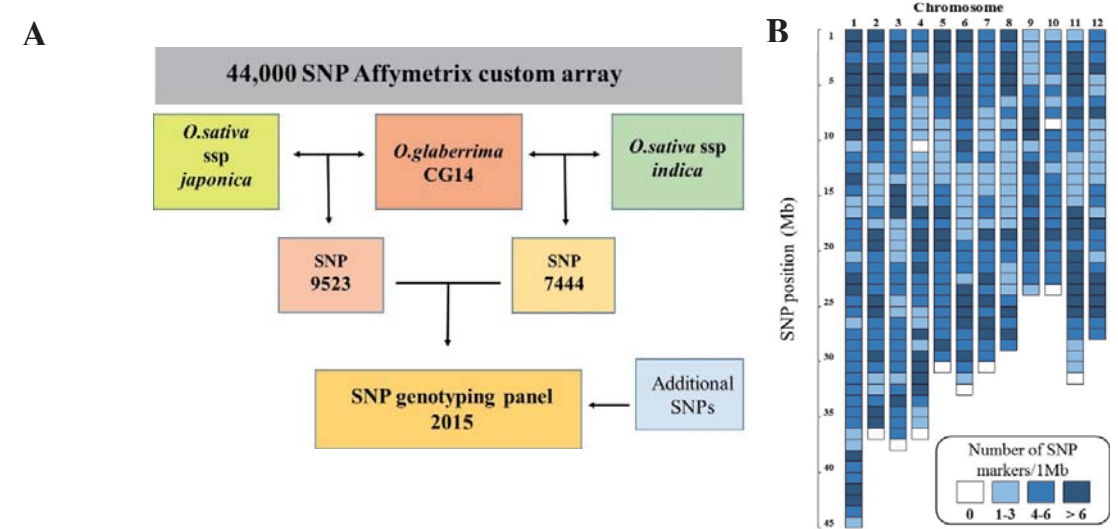 A
44,000 SNP Affymetrix custom array
O.sativa
ssp
japonica
O.glaberrima
CG14
O.sativa ssp
indica
SNP
9523
SNP
7444
SNP genotyping panel
2015
Additional
SNPs
B
Chromosome
1 2 3 4 5 6 7 8 9 10 11 12
SNP position (Mb)
1
5
10
15
20
25
30
35
40
45
Number of SNP
markers/1Mb
0 1-3 4-6 > 6